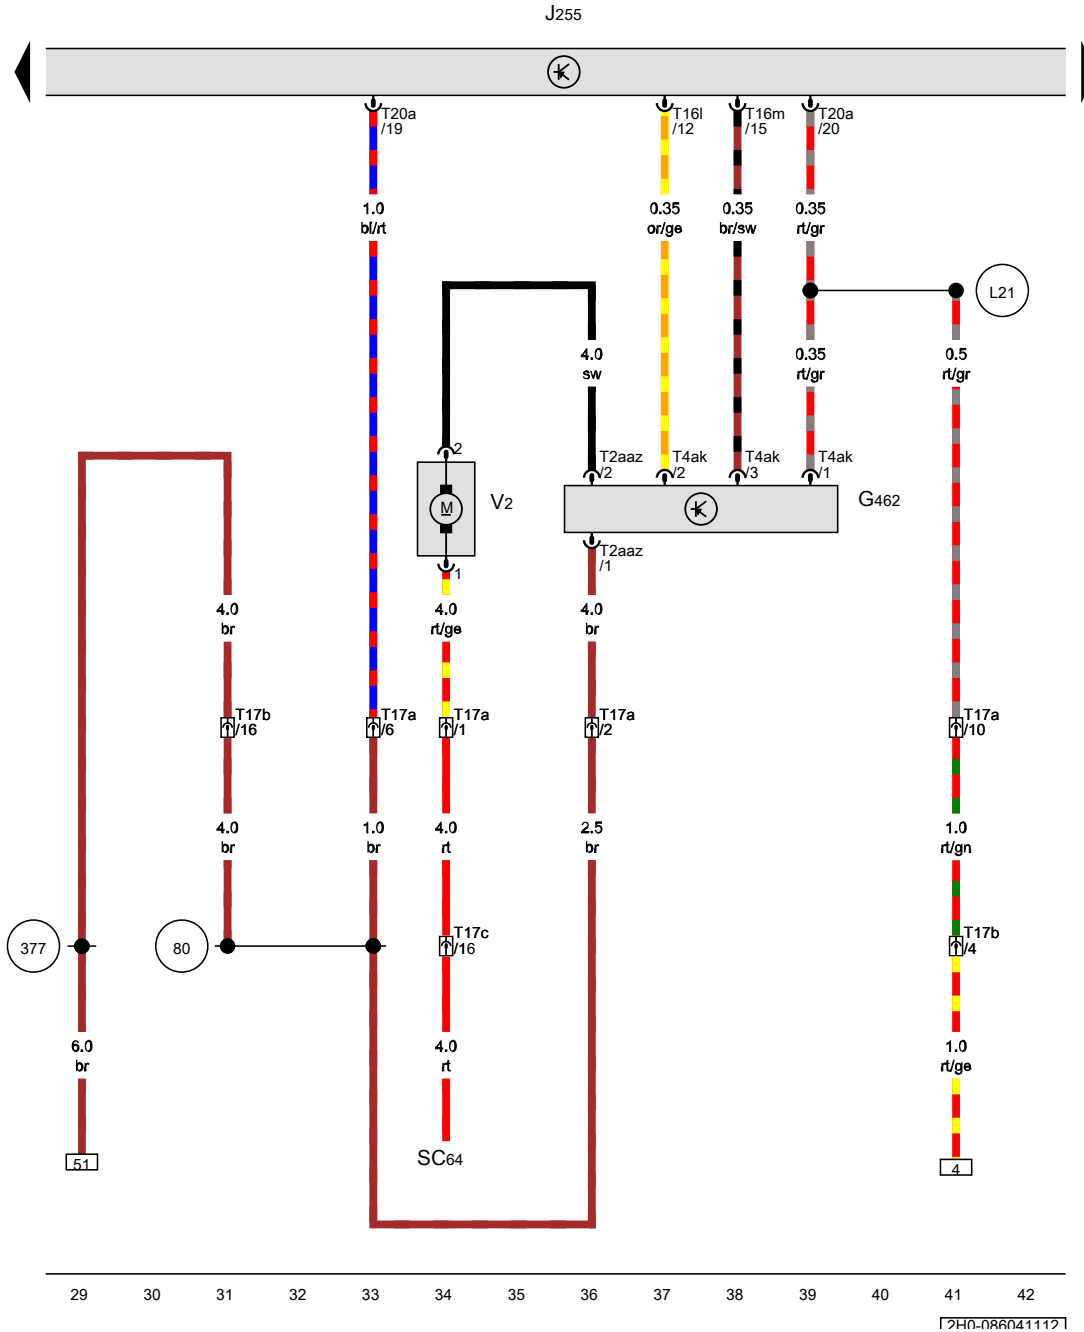 J255
T20a
/19
T16l
/12
T16m
/15
T20a
/20
1.0
bl/rt
0.35
or/ge
0.35
br/sw
0.35
rt/gr
L21
4.0
sw
0.35
rt/gr
0.5
rt/gr
2
T2aaz
/2
T4ak
/2
T4ak
/3
T4ak
/1
M
V2
G462
1
T2aaz
/1
4.0
br
4.0
rt/ge
4.0
br
T17b
/16
T17a
/6
T17a
/1
T17a
/2
T17a
/10
4.0
br
1.0
br
4.0
rt
2.5
br
1.0
rt/gn
377
80
T17c
/16
T17b
/4
6.0
br
4.0
rt
1.0
rt/ge
51
SC64
4
29 30 31 32 33 34 35 36 37 38 39 40 41 42
2H0-086041112